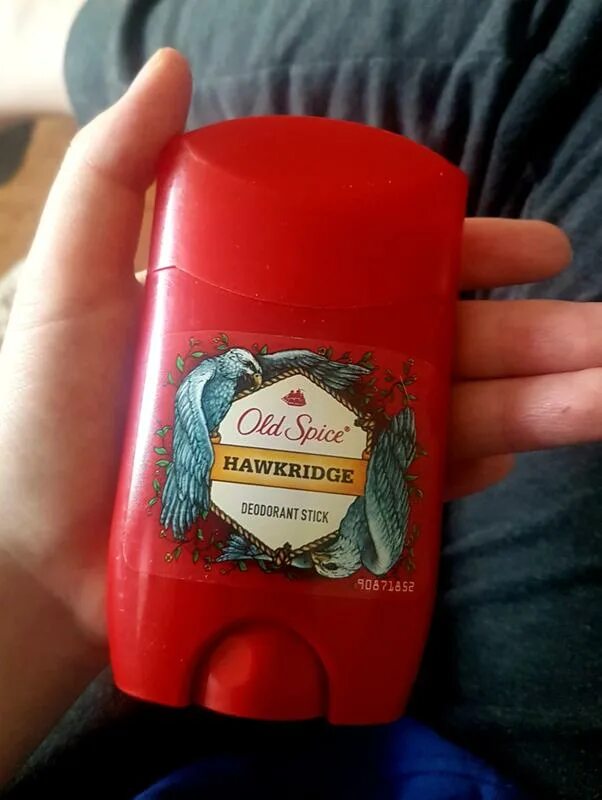 Old Spice®
HAWKRIDGE
DEODORANT STICK
90871852